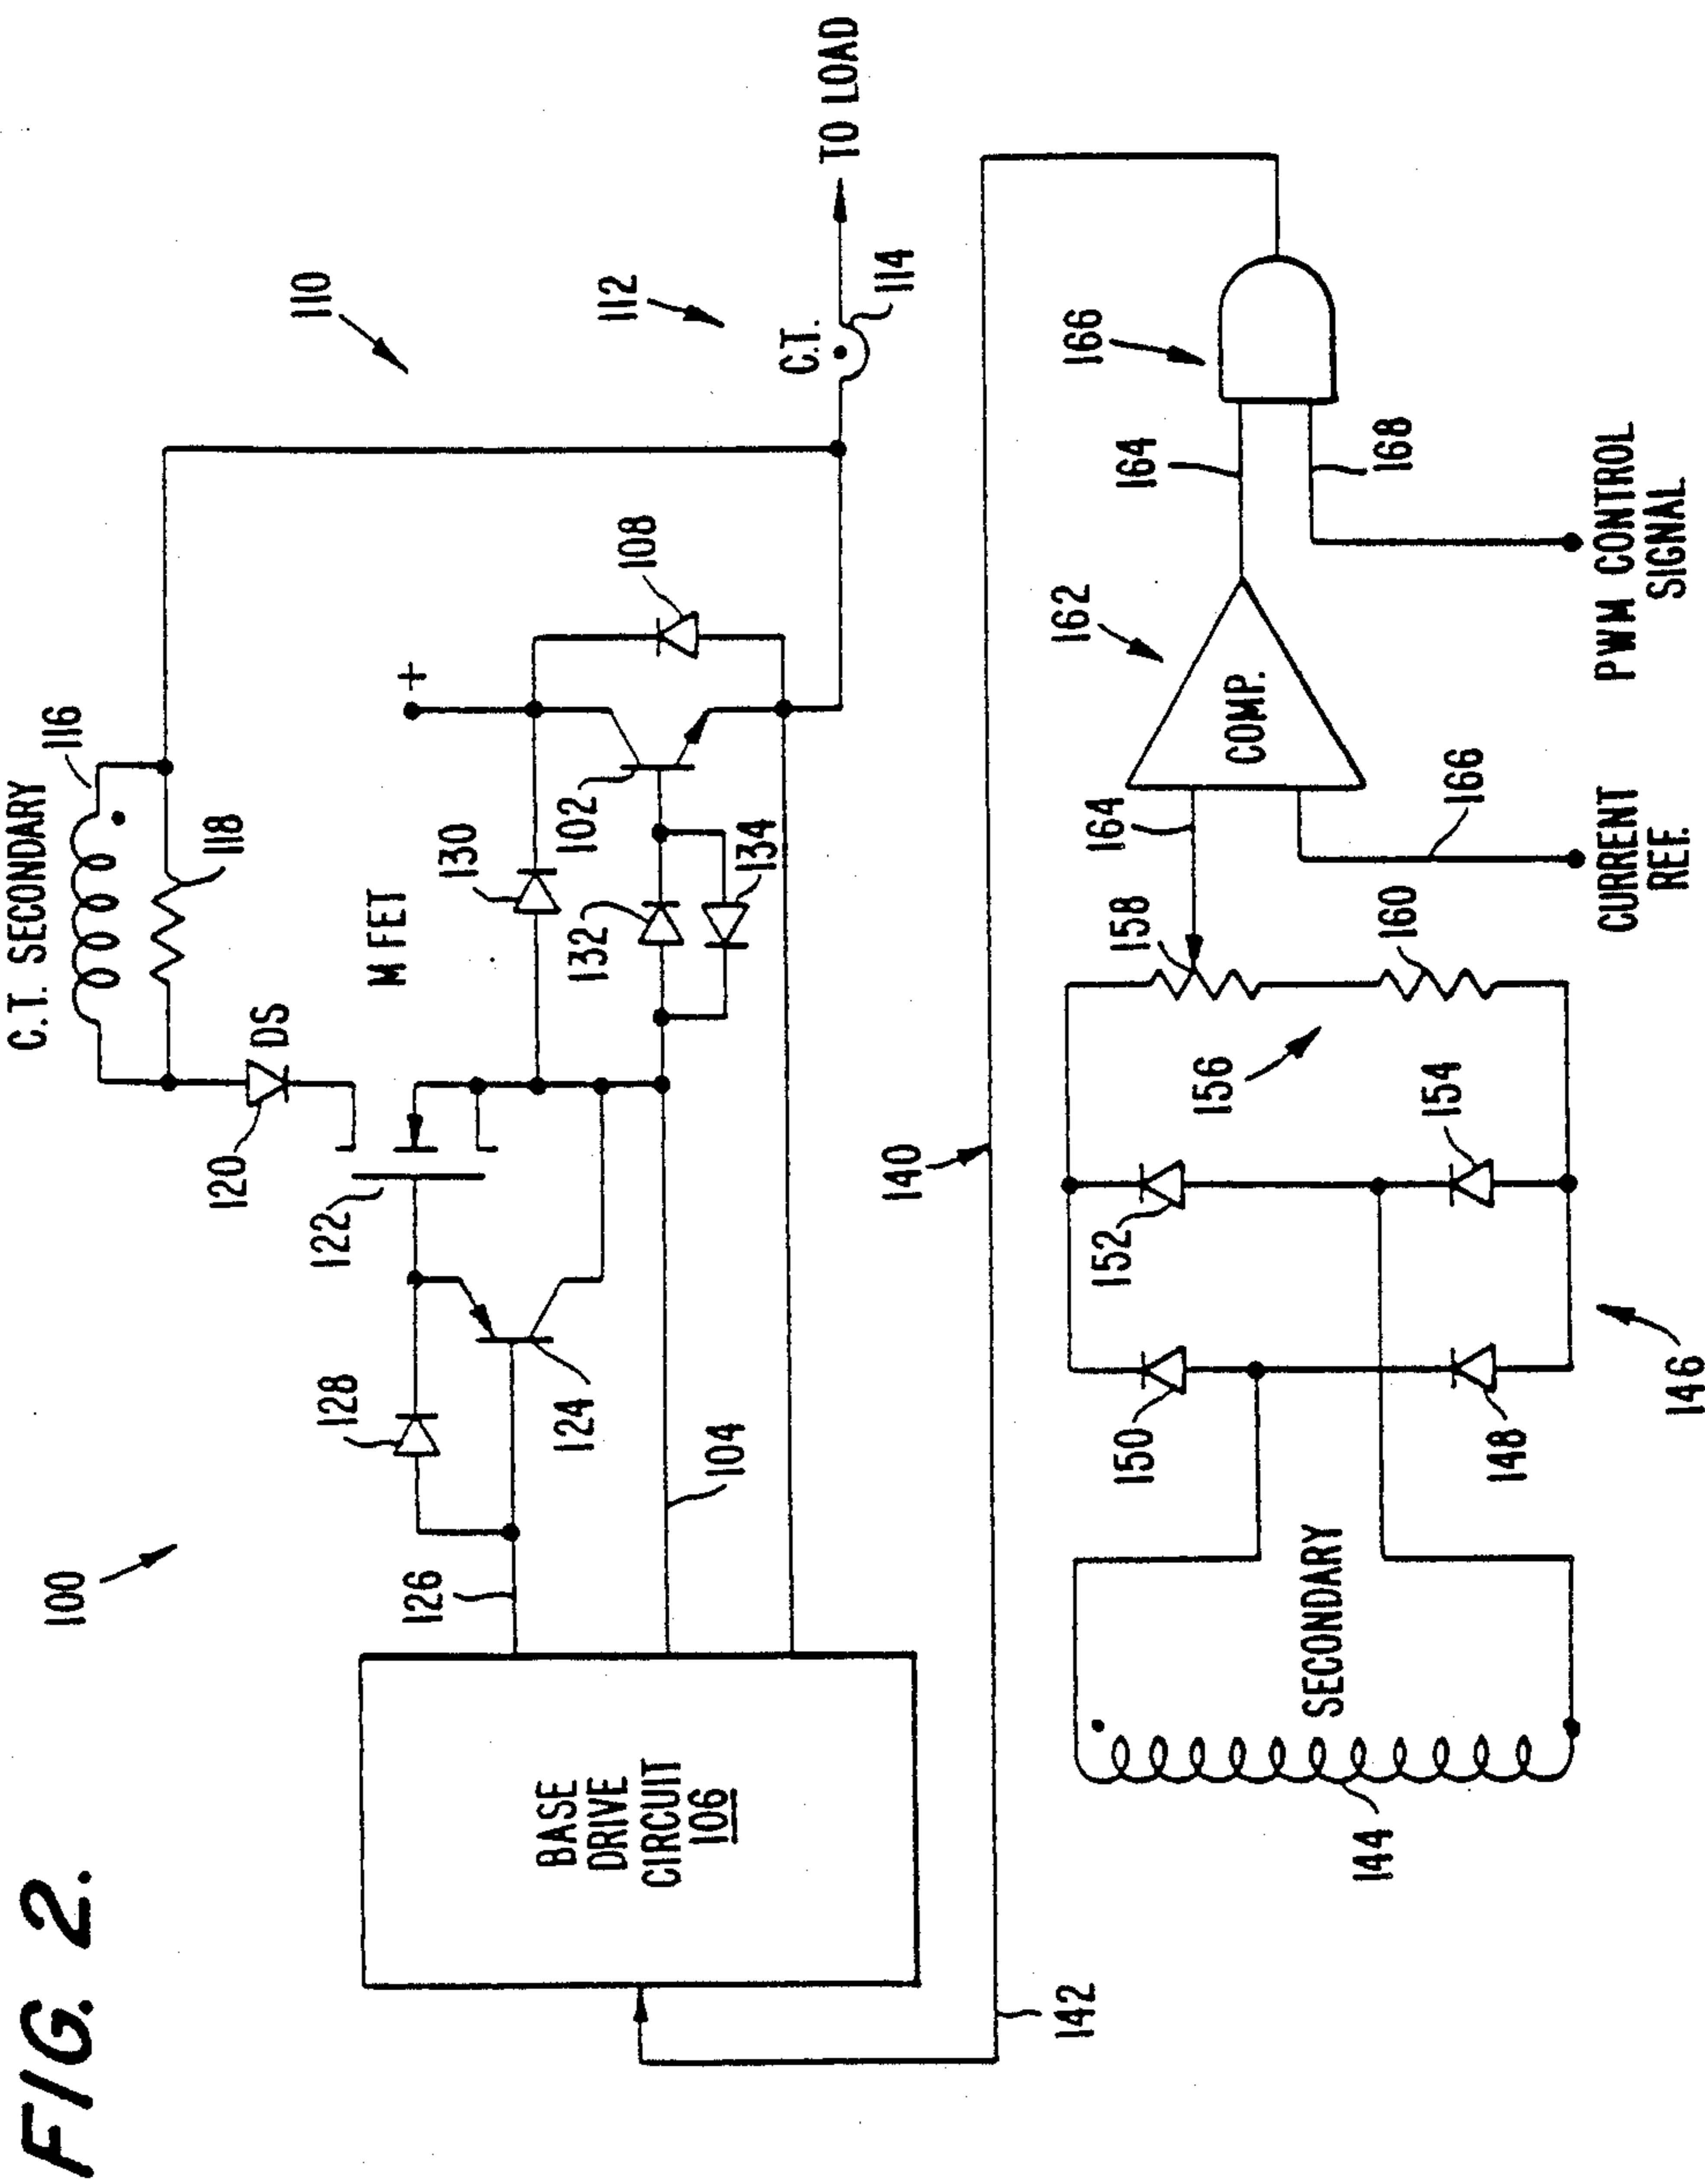 FIG. 2.
100
110
112
C.T. SECONDARY
116
118
DS
120
M FET
122
128
124
126
130
+
108
102
132
134
C.T.
114
TO LOAD
BASE
DRIVE
CIRCUIT
106
104
140
142
144
SECONDARY
146
150
152
148
154
156
158
160
164
162
COMP.
166
CURRENT
REF.
164
166
168
PWM CONTROL
SIGNAL